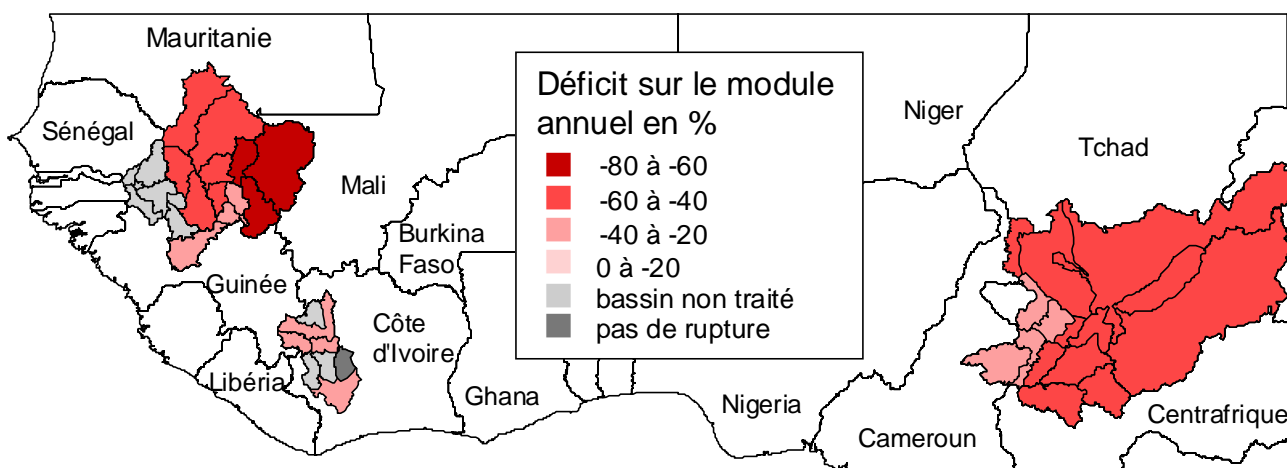 Mauritanie
Sénégal
Mali
Burkina
Faso
Guinée
Côte
d'Ivoire
Libéria
Ghana
Déficit sur le module
annuel en %
-80 à -60
-60 à -40
-40 à -20
0 à -20
bassin non traité
pas de rupture
Niger
Tchad
Nigeria
Cameroun
Centrafrique